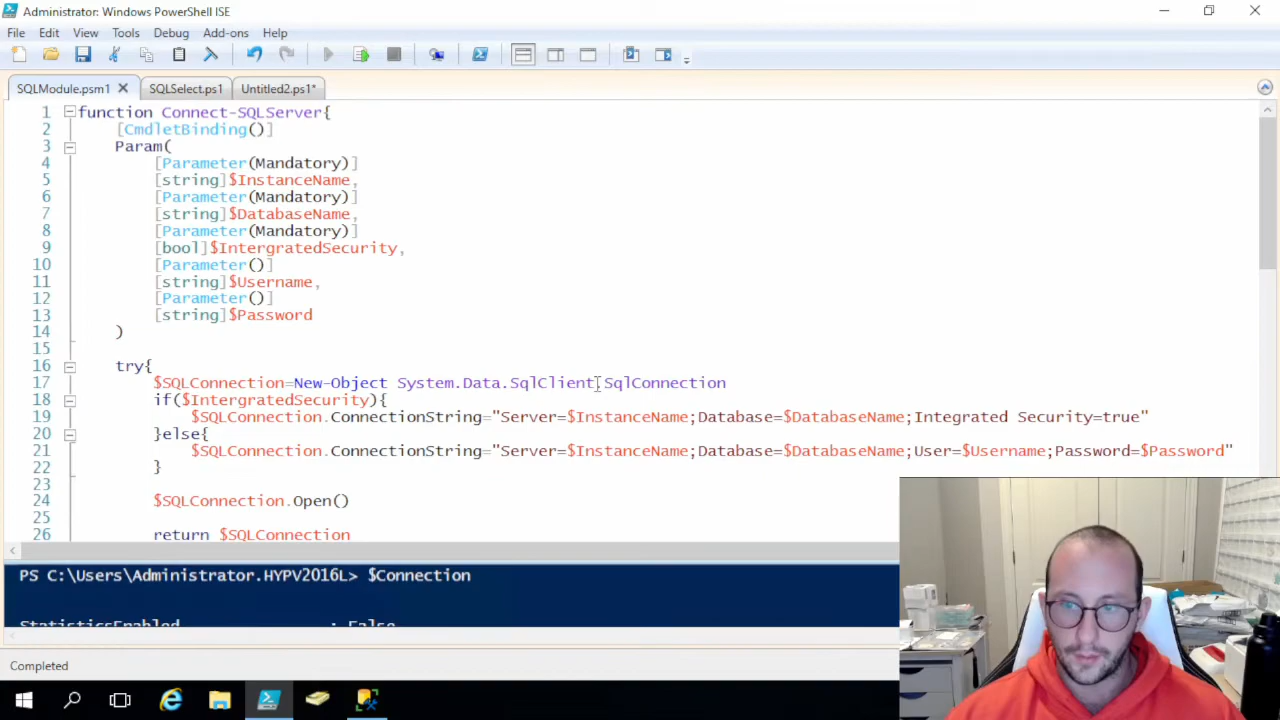 Administrator: Windows PowerShell ISE
File Edit View Tools Debug Add-ons Help
SQLModule.psm1 SQLSelect.ps1 Untitled2.ps1*
1 function Connect-SQLServer{
2 [CmdletBinding()]
3 Param(
4 [Parameter(Mandatory)]
5 [string]$InstanceName,
6 [Parameter(Mandatory)]
7 [string]$DatabaseName,
8 [Parameter(Mandatory)]
9 [bool]$IntergratedSecurity,
10 [Parameter()]
11 [string]$Username,
12 [Parameter()]
13 [string]$Password
14 )
15
16 try{
17 $SQLConnection=New-Object System.Data.SqlClient.SqlConnection
18 if($IntergratedSecurity){
19 $SQLConnection.ConnectionString="Server=$InstanceName;Database=$DatabaseName;Integrated Security=true"
20 }else{
21 $SQLConnection.ConnectionString="Server=$InstanceName;Database=$DatabaseName;User=$Username;Password=$Password"
22 }
23
24 $SQLConnection.Open()
25
26 return $SQLConnection
PS C:\Users\Administrator.HYPV2016L> $Connection
StatisticsEnabled : False
Completed